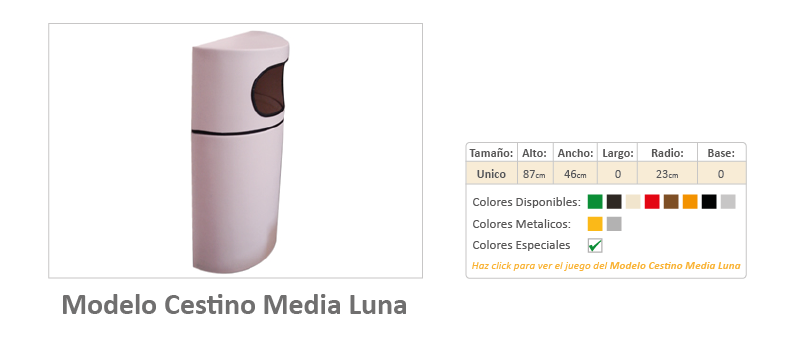 Tamaño: Alto: Ancho: Largo: Radio: Base:
Unico 87cm 46cm 0 23cm 0
Colores Disponibles:
Colores Metalicos:
Colores Especiales
Haz click para ver el juego del Modelo Cestino Media Luna
Modelo Cestino Media Luna